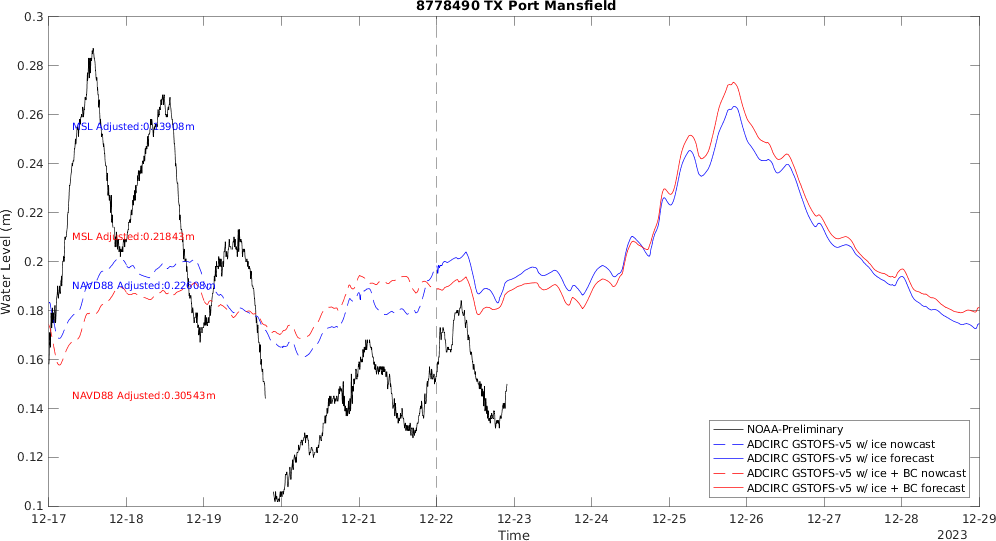 8778490 TX Port Mansfield
0.3
0.28
0.26
0.24
0.22
0.2
0.18
0.16
0.14
0.12
0.1
Water Level (m)
MSL Adjusted:0.23908m
MSL Adjusted:0.21843m
NAVD88 Adjusted:0.22608m
NAVD88 Adjusted:0.30543m
NOAA-Preliminary
ADCIRC GSTOFS-v5 w/ ice nowcast
ADCIRC GSTOFS-v5 w/ ice forecast
ADCIRC GSTOFS-v5 w/ ice + BC nowcast
ADCIRC GSTOFS-v5 w/ ice + BC forecast
12-17 12-18 12-19 12-20 12-21 12-22 12-23 12-24 12-25 12-26 12-27 12-28 12-29
Time
2023